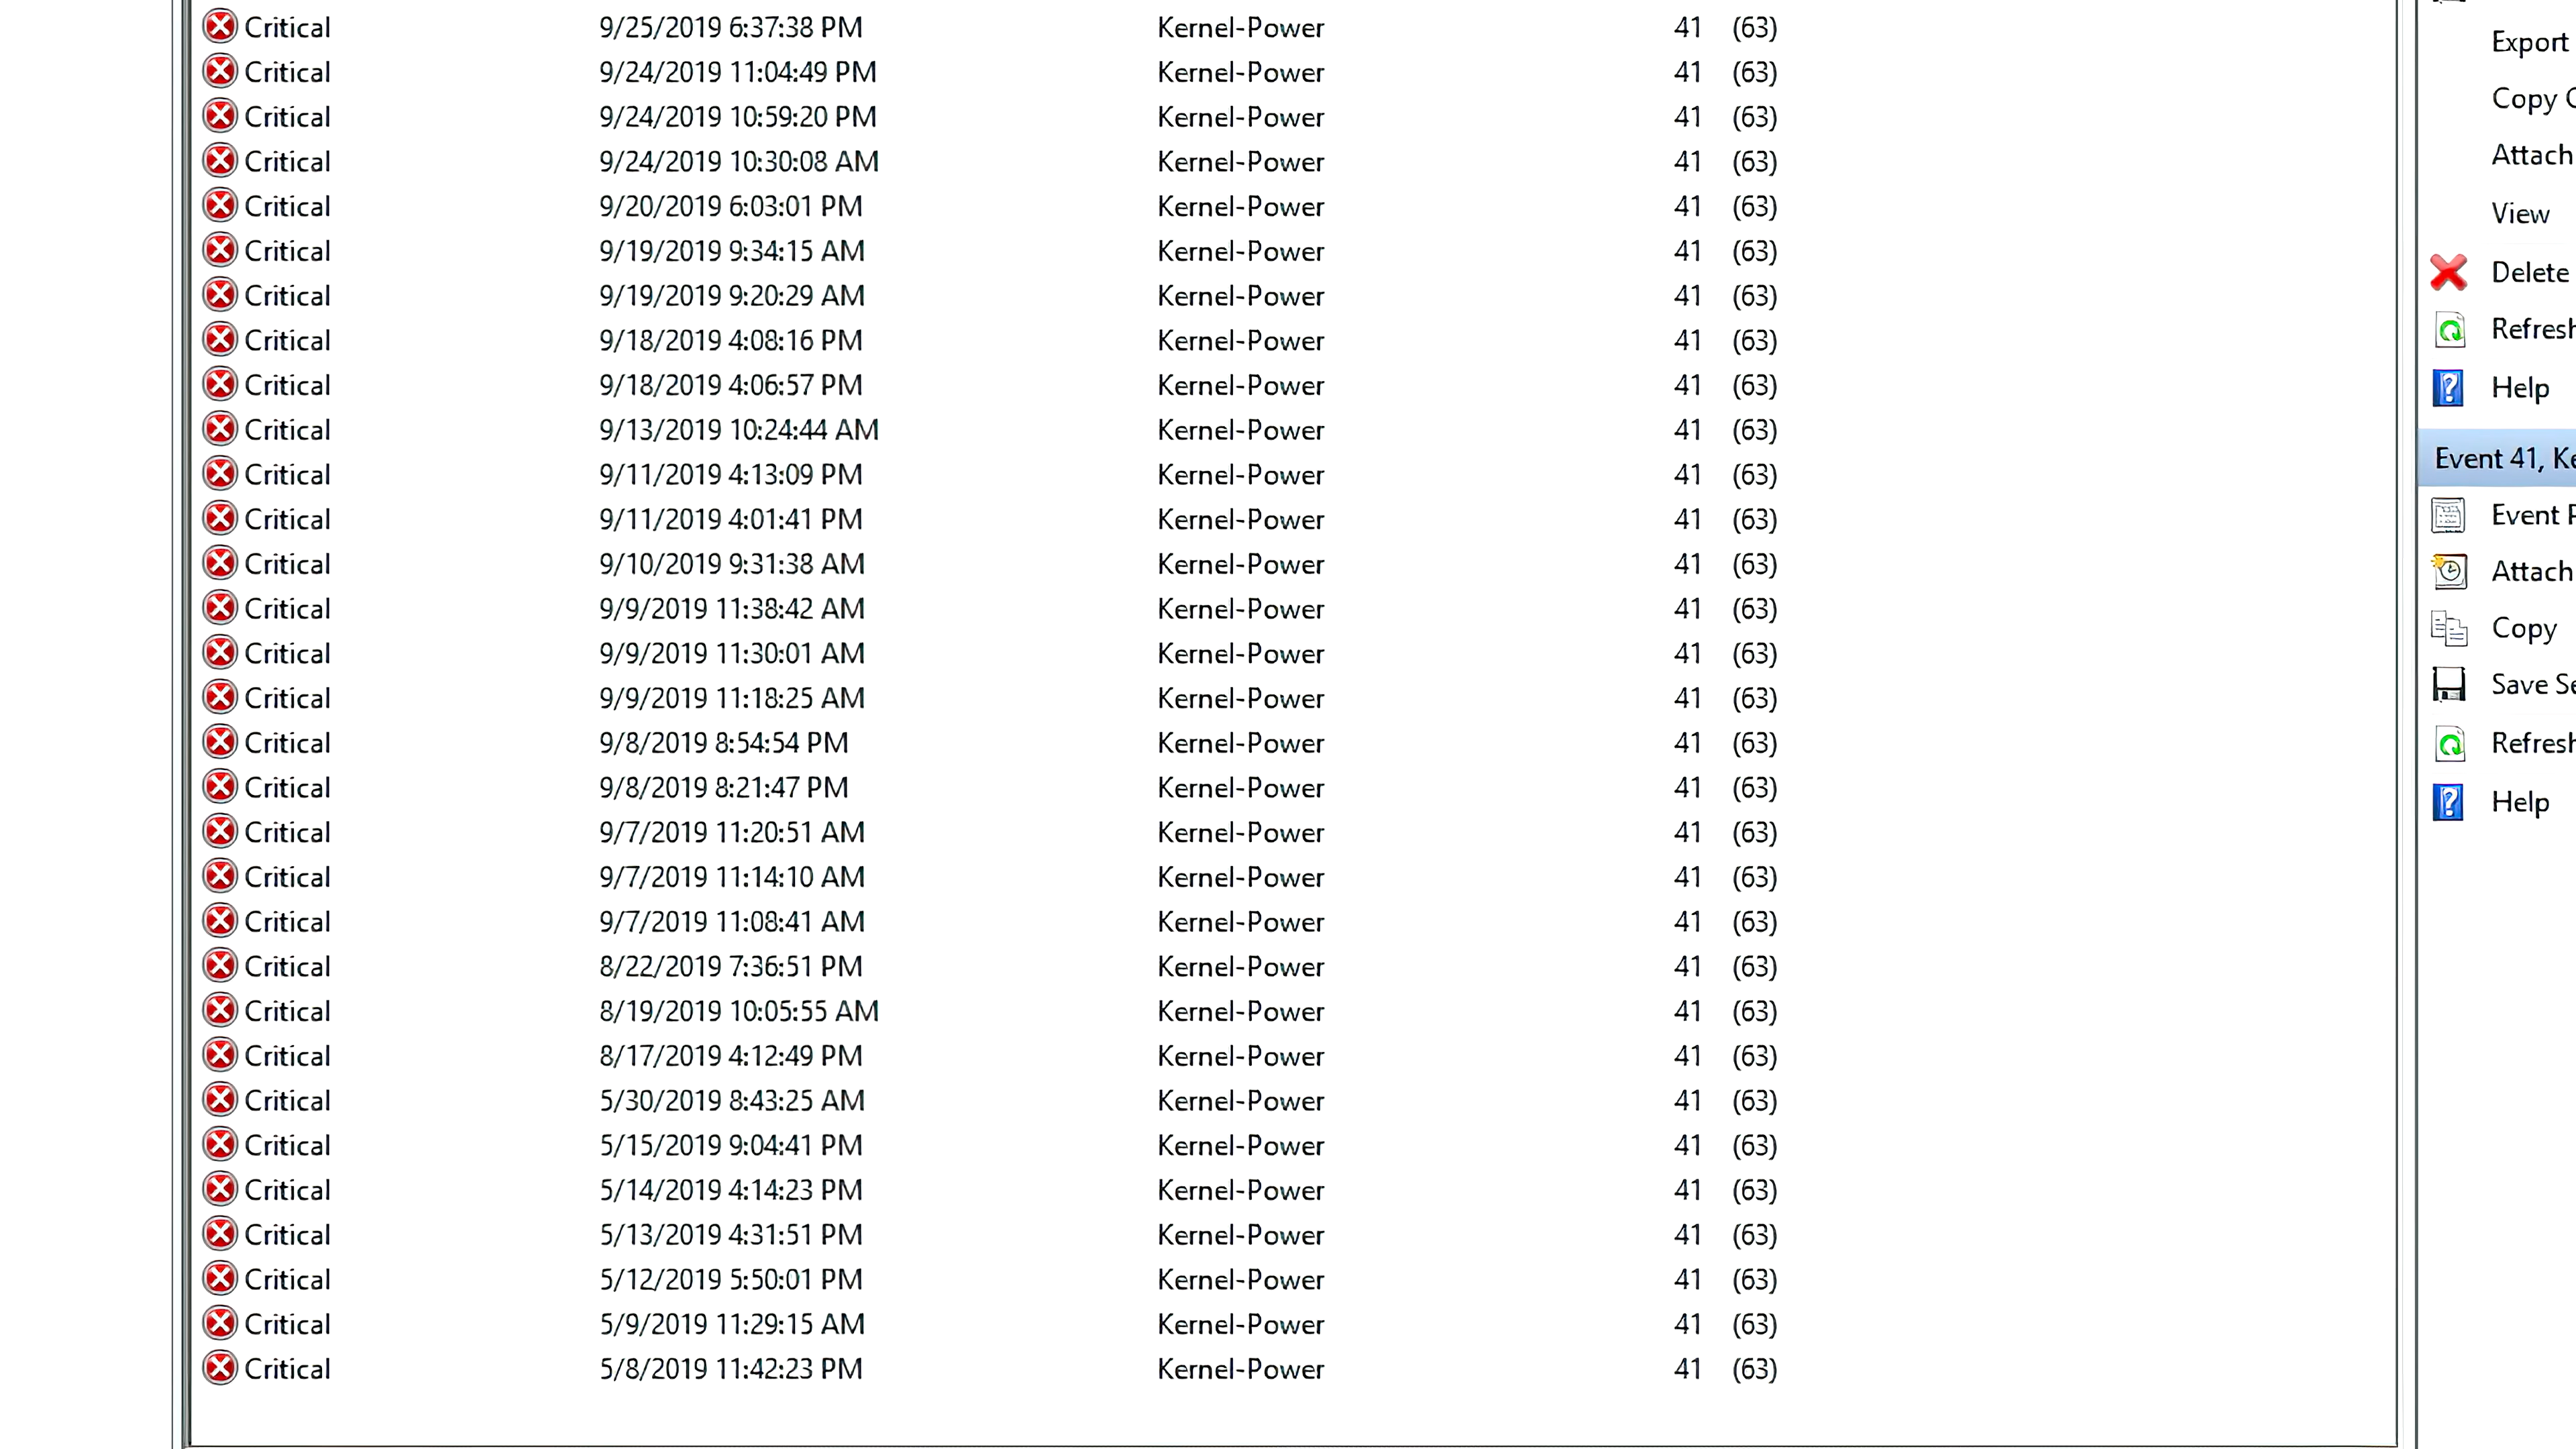 Critical 9/25/2019 6:37:38 PM Kernel-Power 41 (63)
Critical 9/24/2019 11:04:49 PM Kernel-Power 41 (63)
Critical 9/24/2019 10:59:20 PM Kernel-Power 41 (63)
Critical 9/24/2019 10:30:08 AM Kernel-Power 41 (63)
Critical 9/20/2019 6:03:01 PM Kernel-Power 41 (63)
Critical 9/19/2019 9:34:15 AM Kernel-Power 41 (63)
Critical 9/19/2019 9:20:29 AM Kernel-Power 41 (63)
Critical 9/18/2019 4:08:16 PM Kernel-Power 41 (63)
Critical 9/18/2019 4:06:57 PM Kernel-Power 41 (63)
Critical 9/13/2019 10:24:44 AM Kernel-Power 41 (63)
Critical 9/11/2019 4:13:09 PM Kernel-Power 41 (63)
Critical 9/11/2019 4:01:41 PM Kernel-Power 41 (63)
Critical 9/10/2019 9:31:38 AM Kernel-Power 41 (63)
Critical 9/9/2019 11:38:42 AM Kernel-Power 41 (63)
Critical 9/9/2019 11:30:01 AM Kernel-Power 41 (63)
Critical 9/9/2019 11:18:25 AM Kernel-Power 41 (63)
Critical 9/8/2019 8:54:54 PM Kernel-Power 41 (63)
Critical 9/8/2019 8:21:47 PM Kernel-Power 41 (63)
Critical 9/7/2019 11:20:51 AM Kernel-Power 41 (63)
Critical 9/7/2019 11:14:10 AM Kernel-Power 41 (63)
Critical 9/7/2019 11:08:41 AM Kernel-Power 41 (63)
Critical 8/22/2019 7:36:51 PM Kernel-Power 41 (63)
Critical 8/19/2019 10:05:55 AM Kernel-Power 41 (63)
Critical 8/17/2019 4:12:49 PM Kernel-Power 41 (63)
Critical 5/30/2019 8:43:25 AM Kernel-Power 41 (63)
Critical 5/15/2019 9:04:41 PM Kernel-Power 41 (63)
Critical 5/14/2019 4:14:23 PM Kernel-Power 41 (63)
Critical 5/13/2019 4:31:51 PM Kernel-Power 41 (63)
Critical 5/12/2019 5:50:01 PM Kernel-Power 41 (63)
Critical 5/9/2019 11:29:15 AM Kernel-Power 41 (63)
Critical 5/8/2019 11:42:23 PM Kernel-Power 41 (63)
Export
Copy
Attach
View
Delete
Refresh
Help
Event 41, Ke
Event P
Attach
Copy
Save Se
Refresh
Help